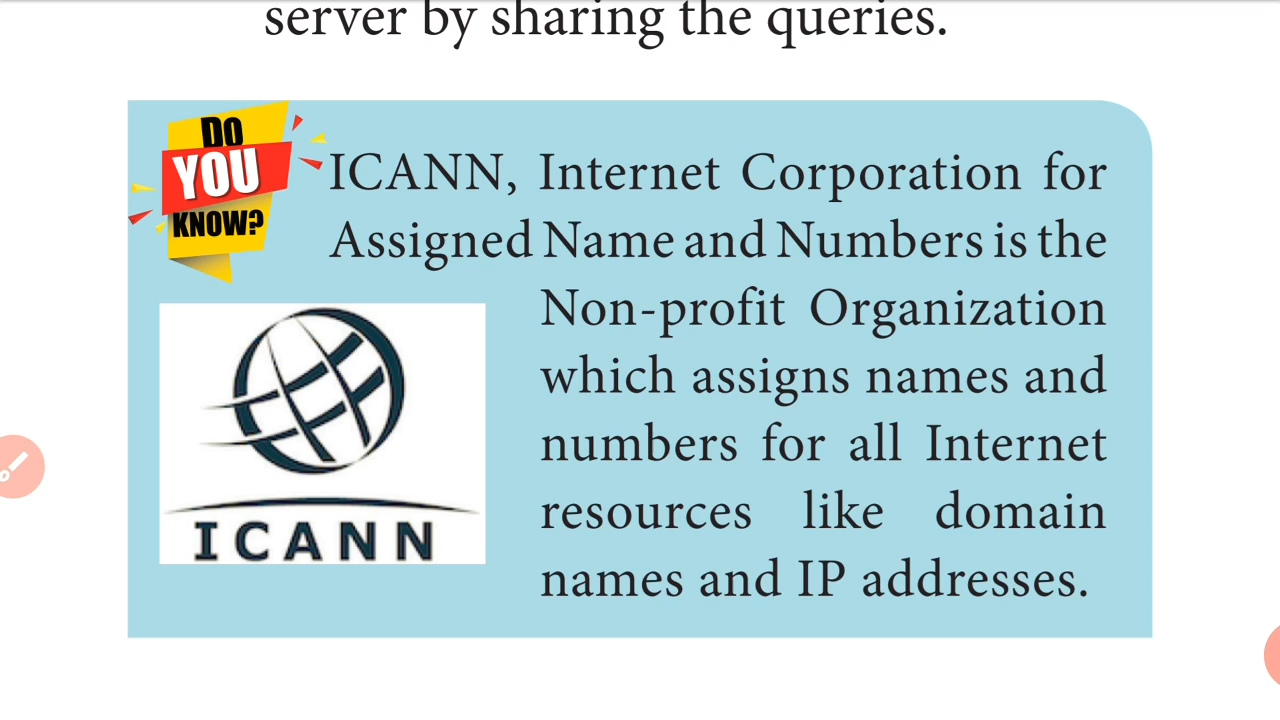 server by sharing the queries.
DO
YOU
KNOW?
ICANN, Internet Corporation for
Assigned Name and Numbers is the
Non-profit Organization
which assigns names and
numbers for all Internet
resources like domain
names and IP addresses.
ICANN